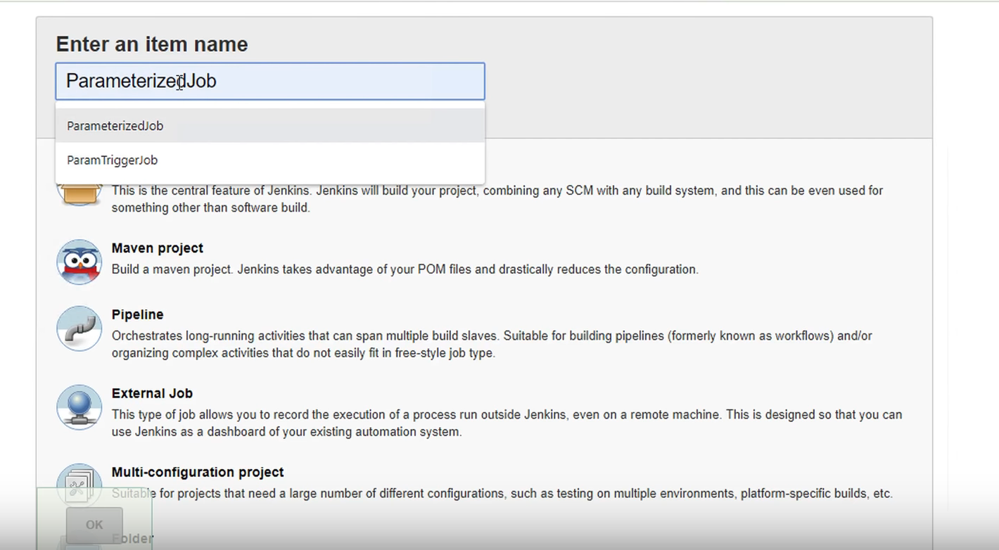 Enter an item name
ParameterizedJob
ParameterizedJob
ParamTriggerJob
This is the central feature of Jenkins. Jenkins will build your project, combining any SCM with any build system, and this can be even used for
something other than software build.
Maven project
Build a maven project. Jenkins takes advantage of your POM files and drastically reduces the configuration.
Pipeline
Orchestrates long-running activities that can span multiple build slaves. Suitable for building pipelines (formerly known as workflows) and/or
organizing complex activities that do not easily fit in free-style job type.
External Job
This type of job allows you to record the execution of a process run outside Jenkins, even on a remote machine. This is designed so that you can
use Jenkins as a dashboard of your existing automation system.
Multi-configuration project
Suitable for projects that need a large number of different configurations, such as testing on multiple environments, platform-specific builds, etc.
OK
Folder